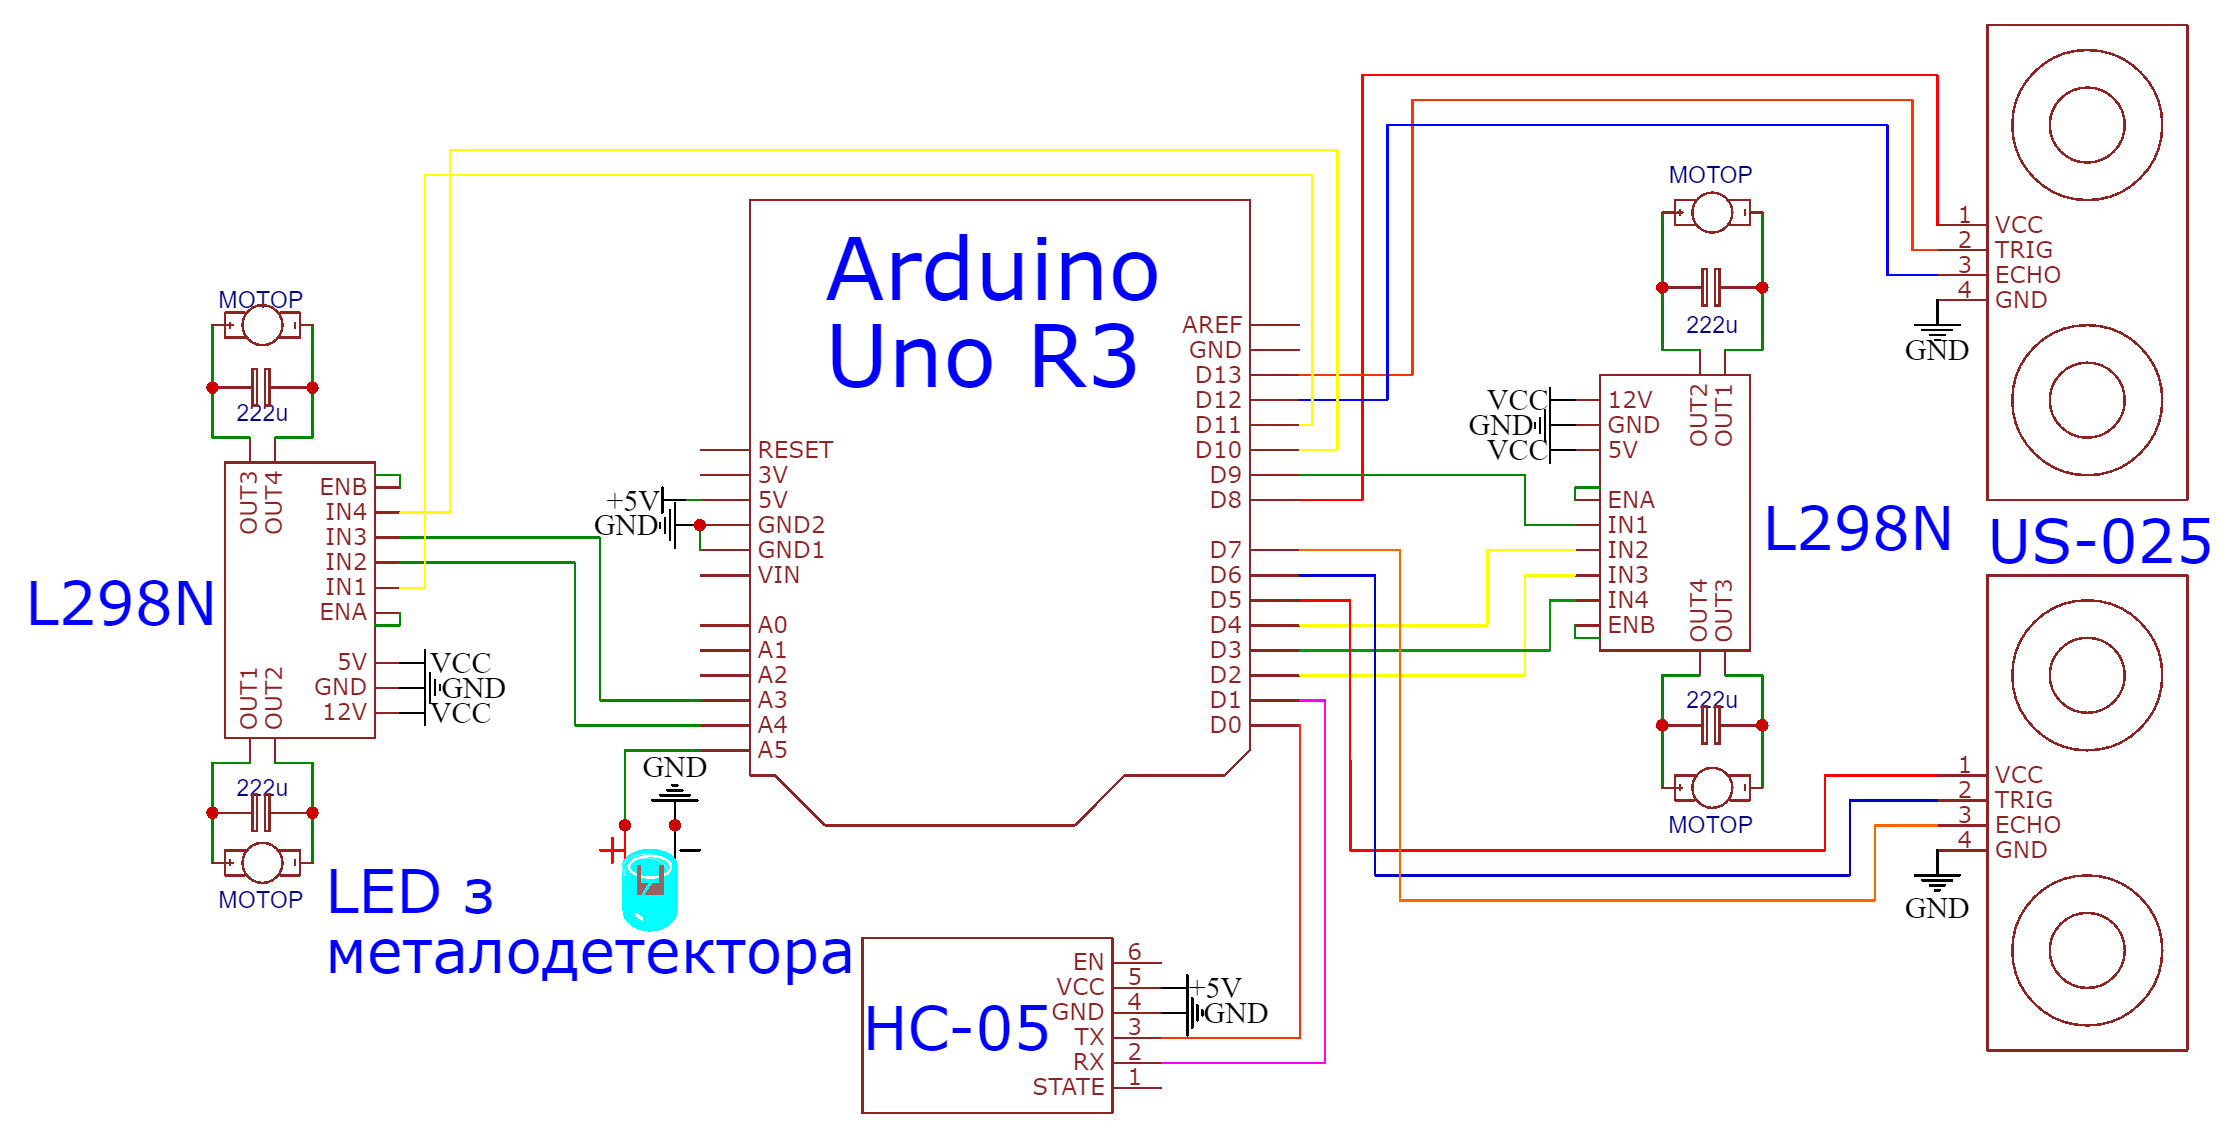 Arduino
Uno R3
AREF
GND
D13
D12
D11
D10
D9
D8
D7
D6
D5
D4
D3
D2
D1
D0
RESET
3V
5V
GND2
GND1
VIN
A0
A1
A2
A3
A4
A5
+5V
GND
МОТОР
222u
OUT3
OUT4
ENB
IN4
IN3
IN2
IN1
ENA
5V
GND
12V
OUT1
OUT2
VCC
GND
VCC
L298N
222u
МОТОР
GND
+
−
LED з
металодетектора
HC-05
EN
VCC
GND
TX
RX
STATE
6
5
4
3
2
1
+5V
GND
МОТОР
222u
VCC
GND
VCC
12V
GND
5V
ENA
IN1
IN2
IN3
IN4
ENB
OUT2
OUT1
OUT4
OUT3
L298N
222u
МОТОР
1
2
3
4
VCC
TRIG
ECHO
GND
GND
US-025
1
2
3
4
VCC
TRIG
ECHO
GND
GND